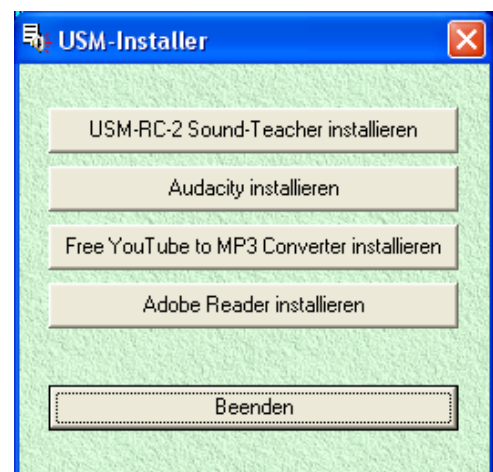 USM-Installer
USM-RC-2 Sound-Teacher installieren
Audacity installieren
Free YouTube to MP3 Converter installieren
Adobe Reader installieren
Beenden